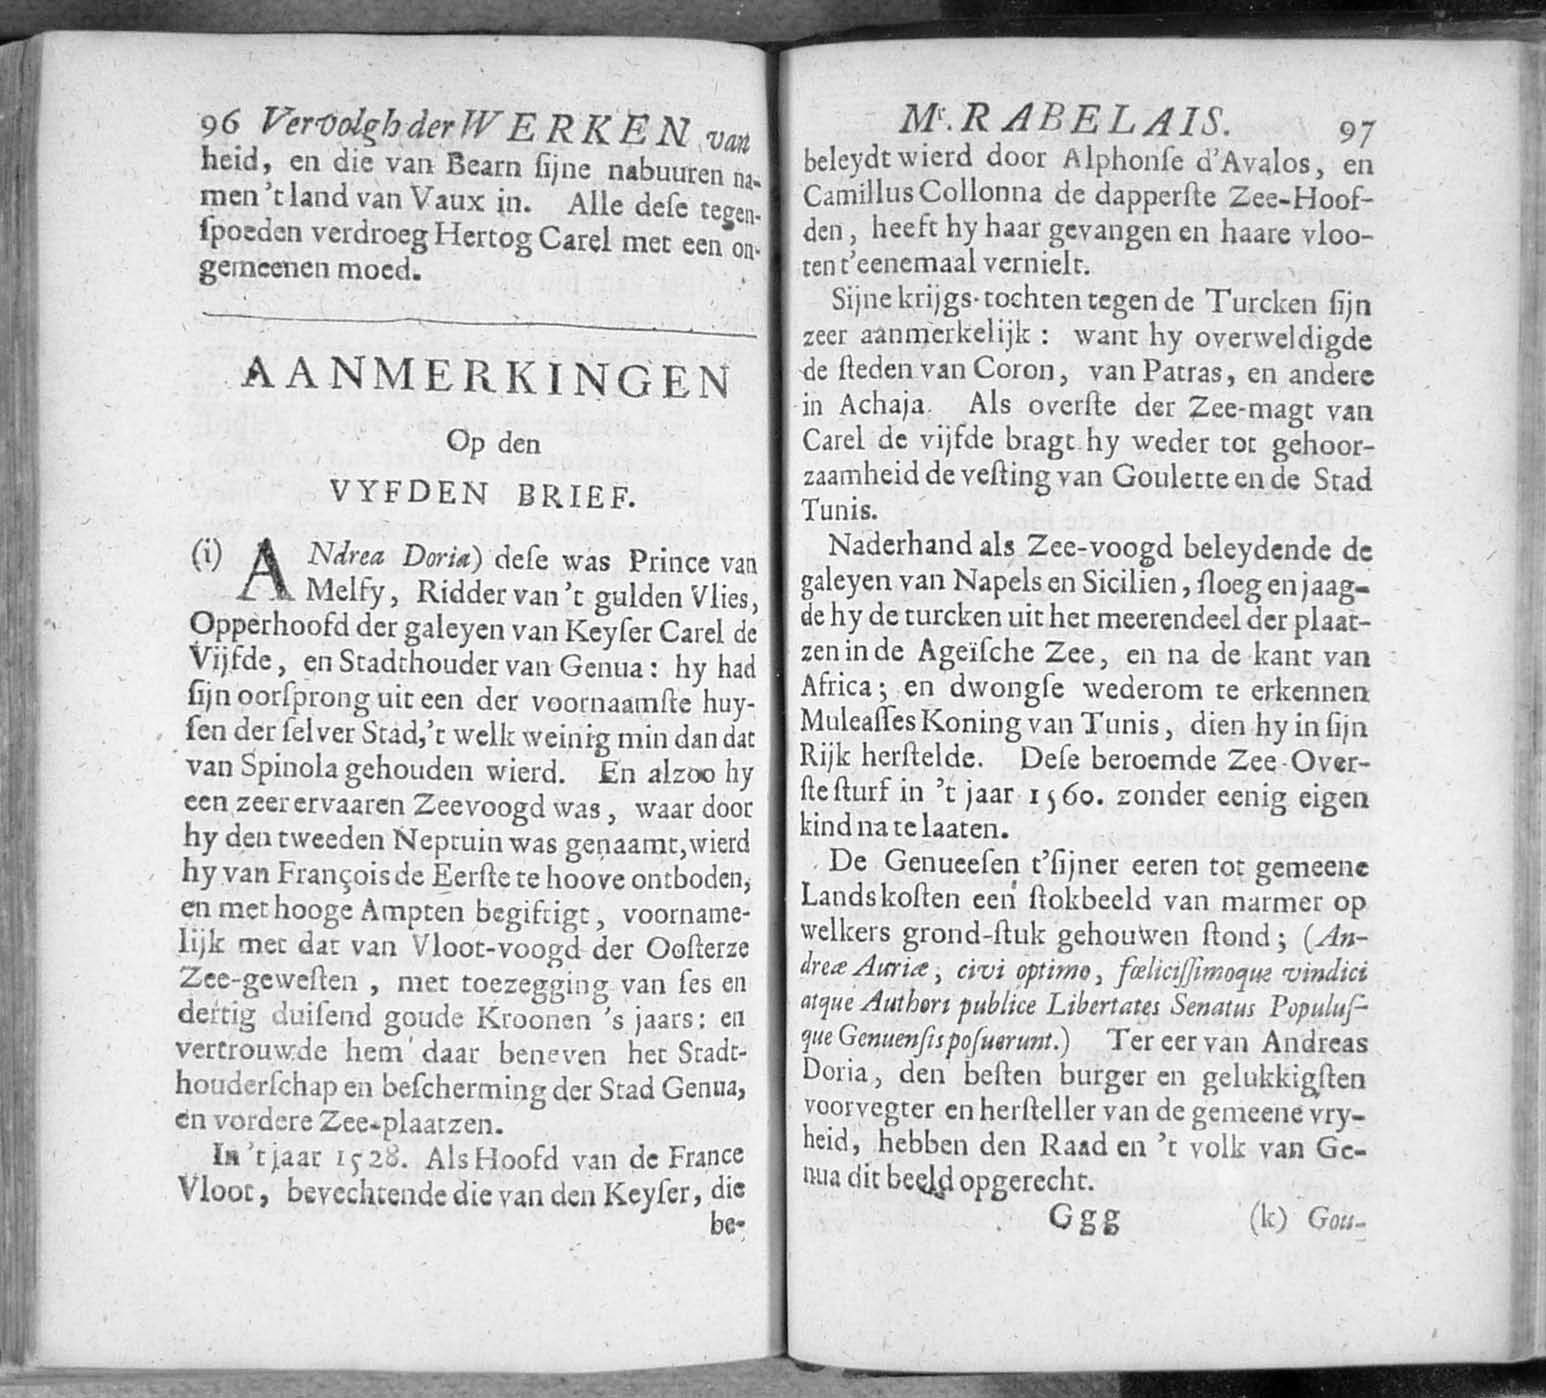 96 Vervolgh der WERKEN van
heid, en die van Bearn ſijne nabuuren na-
men 't land van Vaux in. Alle deſe tegen-
ſpoeden verdroeg Hertog Carel met een on-
gemeenen moed.
AANMERKINGEN
Op den
VYFDEN BRIEF.
(i) ANdrea Doria) deſe was Prince van
Melfy, Ridder van 't gulden Vlies,
Opperhoofd der galeyen van Keyſer Carel de
Vijfde, en Stadthouder van Genua: hy had
ſijn oorſprong uit een der voornaamſte huy-
ſen der ſelver Stad,'t welk weinig min dan dat
van Spinola gehouden wierd. En alzoo hy
een zeer ervaaren Zeevoogd was, waar door
hy den tweeden Neptuin was genaamt, wierd
hy van François de Eerſte te hoove ontboden,
en met hooge Ampten begiftigt, voorname-
lijk met dat van Vloot-voogd der Ooſterze
Zee-geweſten, met toezegging van ſes en
dertig duiſend goude Kroonen 's jaars: en
vertrouwde hem daar beneven het Stadt-
houderſchap en beſcherming der Stad Genua,
en vordere Zee-plaatzen.
In 't jaar 1528. Als Hoofd van de France
Vloot, bevechtende die van den Keyſer, die
be-
Mr. RABELAIS. 97
beleydt wierd door Alphonſe d'Avalos, en
Camillus Collonna de dapperſte Zee-Hoof-
den, heeft hy haar gevangen en haare vloo-
ten t'eenemaal vernielt.
Sijne krijgs-tochten tegen de Turcken ſijn
zeer aanmerkelijk: want hy overweldigde
de ſteden van Coron, van Patras, en andere
in Achaja. Als overſte der Zee-magt van
Carel de vijfde bragt hy weder tot gehoor-
zaamheid de veſting van Goulette en de Stad
Tunis.
Naderhand als Zee-voogd beleydende de
galeyen van Napels en Sicilien, ſloeg en jaag-
de hy de turcken uit het meerendeel der plaat-
zen in de Ageïſche Zee, en na de kant van
Africa; en dwongſe wederom te erkennen
Muleaſſes Koning van Tunis, dien hy in ſijn
Rijk herſtelde. Deſe beroemde Zee-Over-
ſte ſturf in 't jaar 1560. zonder eenig eigen
kind na te laaten.
De Genueeſen t'ſijner eeren tot gemeene
Lands koſten een ſtokbeeld van marmer op
welkers grond-ſtuk gehouwen ſtond; (An-
dreæ Auriæ, civi optimo, fœliciſſimoque vindici
atque Authori publice Libertates Senatus Populuſ-
que Genuenſis poſuerunt.) Ter eer van Andreas
Doria, den beſten burger en gelukkigſten
voorvegter en herſteller van de gemeene vry-
heid, hebben den Raad en 't volk van Ge-
nua dit beeld opgerecht.
Ggg (k) Gou-